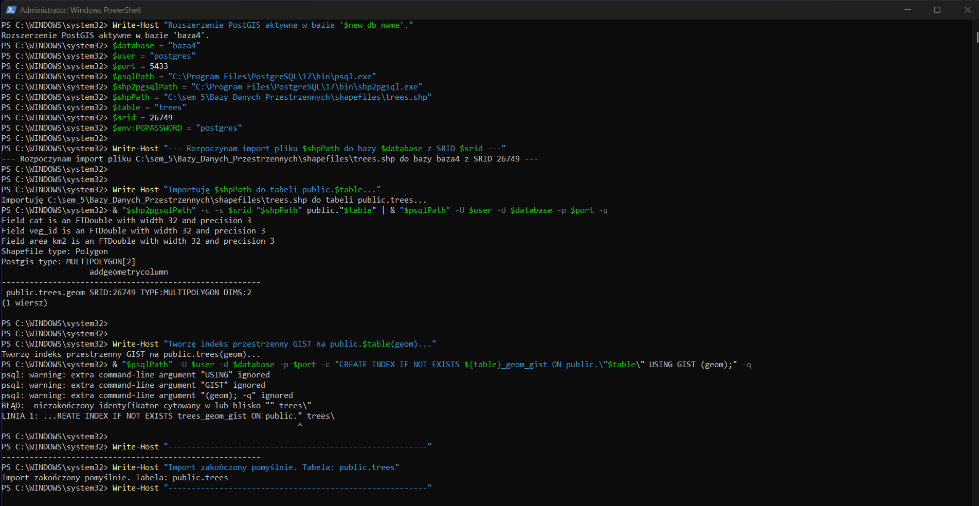 Administrator: Windows PowerShell
PS C:\WINDOWS\system32> Write-Host "Rozszerzenie PostGIS aktywne w bazie '$new_db_name'."
Rozszerzenie PostGIS aktywne w bazie 'baza4'.
PS C:\WINDOWS\system32> $database = "baza4"
PS C:\WINDOWS\system32> $user = "postgres"
PS C:\WINDOWS\system32> $port = 5433
PS C:\WINDOWS\system32> $psqlPath = "C:\Program Files\PostgreSQL\17\bin\psql.exe"
PS C:\WINDOWS\system32> $shp2pgsqlPath = "C:\Program Files\PostgreSQL\17\bin\shp2pgsql.exe"
PS C:\WINDOWS\system32> $shpPath = "C:\sem_5\Bazy_Danych_Przestrzennych\shapefiles\trees.shp"
PS C:\WINDOWS\system32> $table = "trees"
PS C:\WINDOWS\system32> $srid = 26749
PS C:\WINDOWS\system32> $env:PGPASSWORD = "postgres"
PS C:\WINDOWS\system32>
PS C:\WINDOWS\system32> Write-Host "--- Rozpoczynam import pliku $shpPath do bazy $database z SRID $srid ---"
--- Rozpoczynam import pliku C:\sem_5\Bazy_Danych_Przestrzennych\shapefiles\trees.shp do bazy baza4 z SRID 26749 ---
PS C:\WINDOWS\system32>
PS C:\WINDOWS\system32>
PS C:\WINDOWS\system32> Write-Host "Importuję $shpPath do tabeli public.$table..."
Importuję C:\sem_5\Bazy_Danych_Przestrzennych\shapefiles\trees.shp do tabeli public.trees...
PS C:\WINDOWS\system32> & "$shp2pgsqlPath" -c -s $srid "$shpPath" public."$table" | & "$psqlPath" -U $user -d $database -p $port -q
Field cat is an FTDouble with width 32 and precision 3
Field veg_id is an FTDouble with width 32 and precision 3
Field area_km2 is an FTDouble with width 32 and precision 3
Shapefile type: Polygon
Postgis type: MULTIPOLYGON[2]
addgeometrycolumn
-------------------------------------------------------
public.trees.geom SRID:26749 TYPE:MULTIPOLYGON DIMS:2
(1 wiersz)
PS C:\WINDOWS\system32>
PS C:\WINDOWS\system32>
PS C:\WINDOWS\system32> Write-Host "Tworzę indeks przestrzenny GIST na public.$table(geom)..."
Tworzę indeks przestrzenny GIST na public.trees(geom)...
PS C:\WINDOWS\system32> & "$psqlPath" -U $user -d $database -p $port -c "CREATE INDEX IF NOT EXISTS ${table}_geom_gist ON public.\"$table\" USING GIST (geom);" -q
psql: warning: extra command-line argument "USING" ignored
psql: warning: extra command-line argument "GIST" ignored
psql: warning: extra command-line argument "(geom); -q" ignored
BŁĄD:  niezakończony identyfikator cytowany w lub blisko "" trees\"
LINIA 1: ...REATE INDEX IF NOT EXISTS trees_geom_gist ON public." trees\
^
PS C:\WINDOWS\system32>
PS C:\WINDOWS\system32> Write-Host "-------------------------------------------------------"
-------------------------------------------------------
PS C:\WINDOWS\system32> Write-Host "Import zakończony pomyślnie. Tabela: public.trees"
Import zakończony pomyślnie. Tabela: public.trees
PS C:\WINDOWS\system32> Write-Host "-------------------------------------------------------"